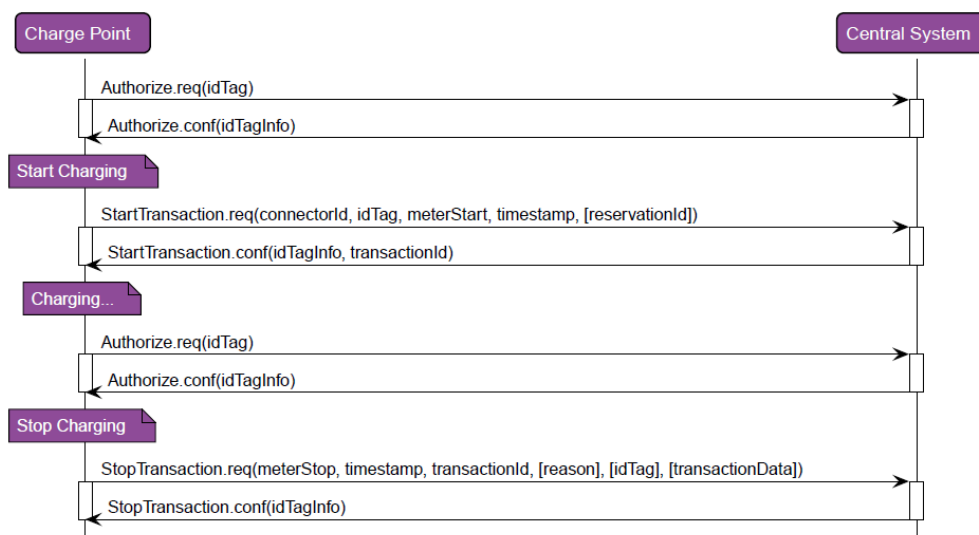 Charge Point
Central System
Authorize.req(idTag)
Authorize.conf(idTagInfo)
Start Charging
StartTransaction.req(connectorId, idTag, meterStart, timestamp, [reservationId])
StartTransaction.conf(idTagInfo, transactionId)
Charging...
Authorize.req(idTag)
Authorize.conf(idTagInfo)
Stop Charging
StopTransaction.req(meterStop, timestamp, transactionId, [reason], [idTag], [transactionData])
StopTransaction.conf(idTagInfo)